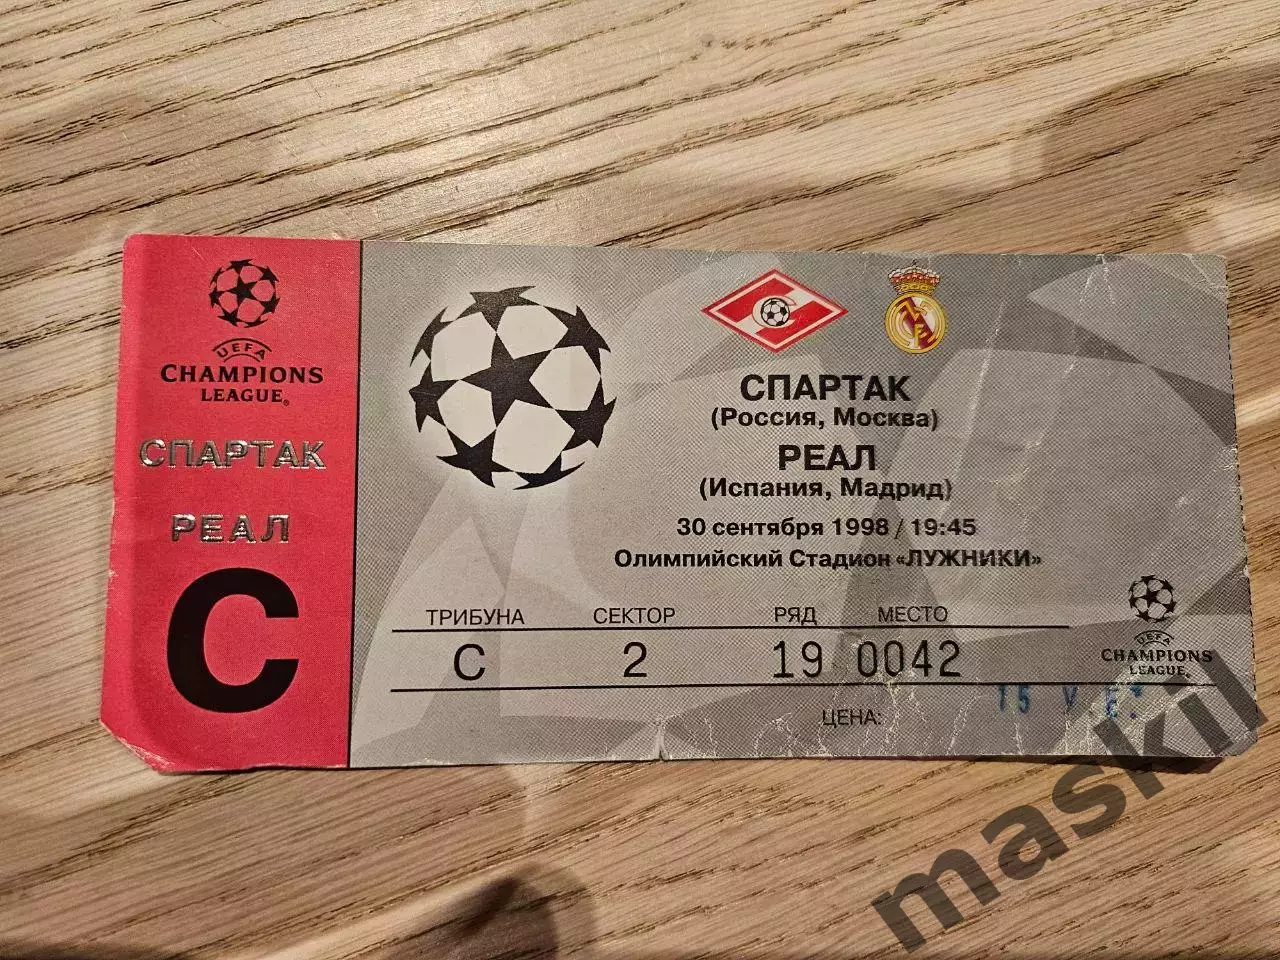 UEFA
CHAMPIONS
LEAGUE®
СПАРТАК
РЕАЛ
С
СПАРТАК
(Россия, Москва)
РЕАЛ
(Испания, Мадрид)
30 сентября 1998 / 19:45
Олимпийский Стадион «ЛУЖНИКИ»
ТРИБУНА СЕКТОР РЯД МЕСТО
С 2 19 0042
ЦЕНА:
UEFA
CHAMPIONS
LEAGUE
maskil